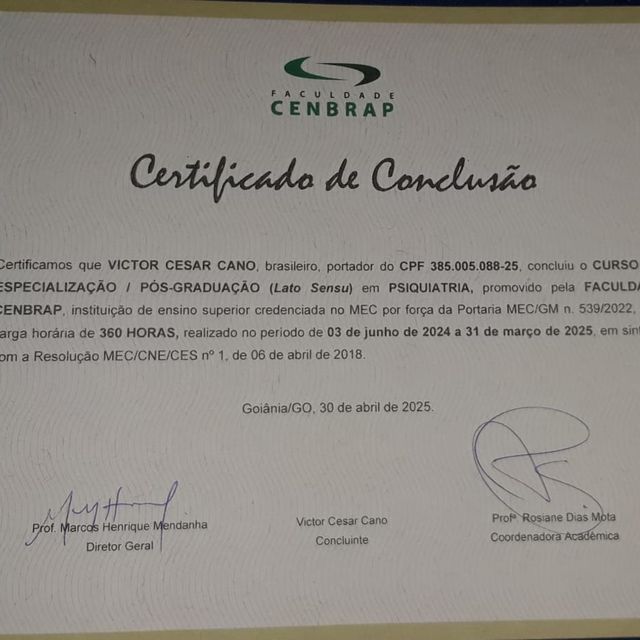 FACULDADE
CENBRAP
Certificado de Conclusão
Certificamos que VICTOR CESAR CANO, brasileiro, portador do CPF 385.005.088-25, concluiu o CURSO
ESPECIALIZAÇÃO / PÓS-GRADUAÇÃO (Lato Sensu) em PSIQUIATRIA, promovido pela FACULDA
CENBRAP, instituição de ensino superior credenciada no MEC por força da Portaria MEC/GM n. 539/2022,
carga horária de 360 HORAS, realizado no período de 03 de junho de 2024 a 31 de março de 2025, em sint
com a Resolução MEC/CNE/CES nº 1, de 06 de abril de 2018.
Goiânia/GO, 30 de abril de 2025.
Prof. Marcos Henrique Mendanha
Diretor Geral
Victor Cesar Cano
Concluinte
Profª Rosiane Dias Mota
Coordenadora Acadêmica